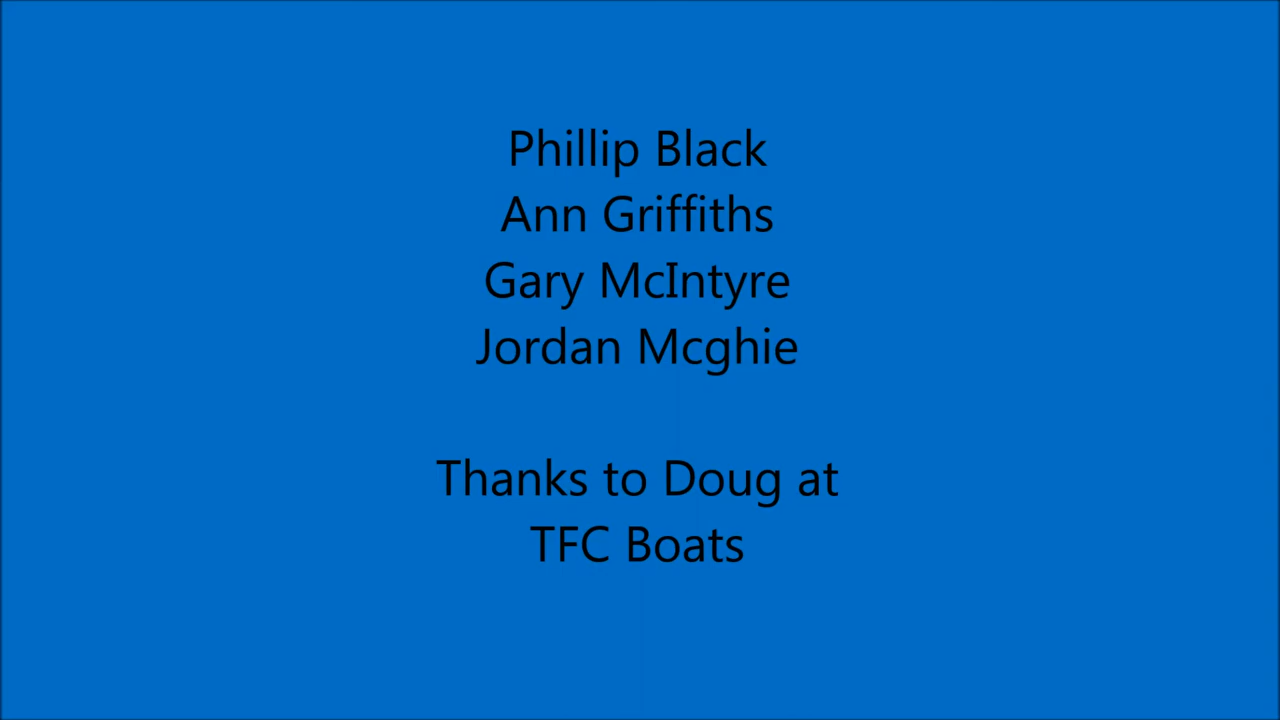 Phillip Black
Ann Griffiths
Gary McIntyre
Jordan Mcghie
Thanks to Doug at
TFC Boats